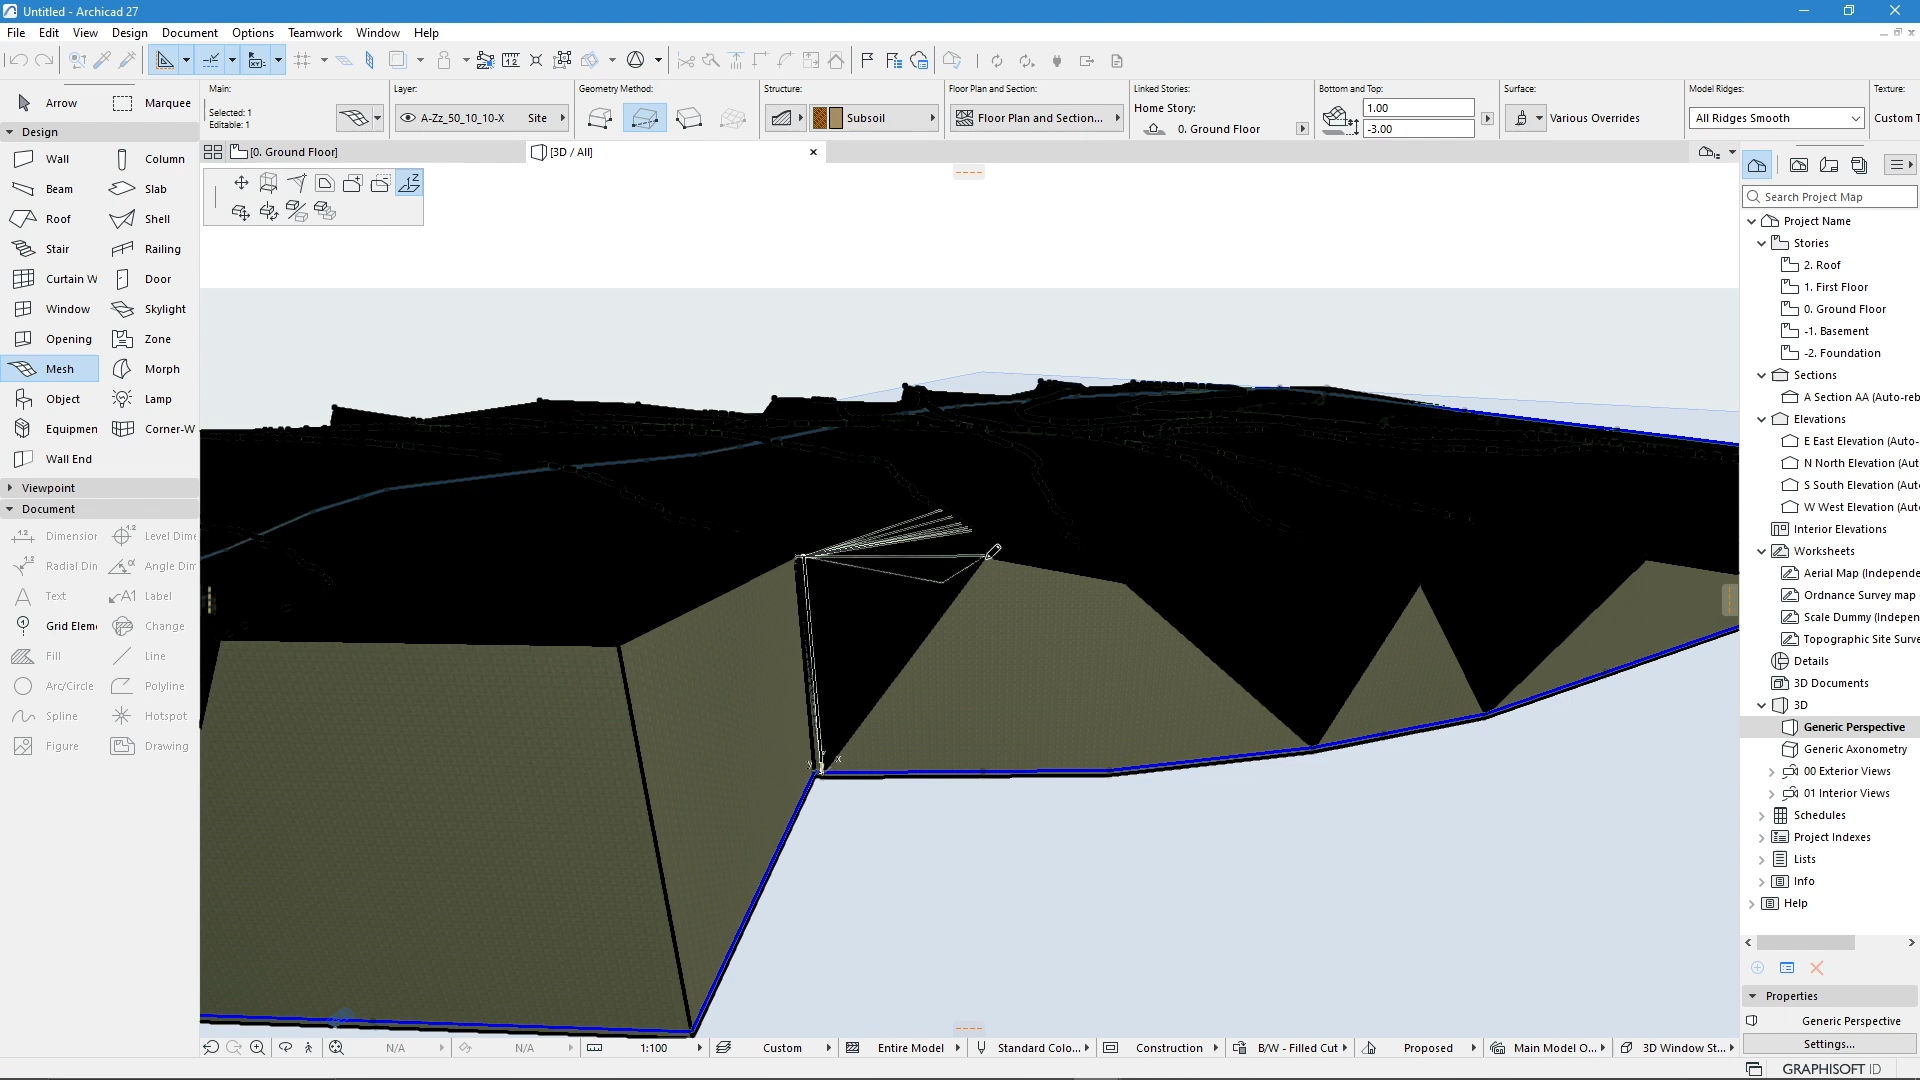 Untitled - Archicad 27
File Edit View Design Document Options Teamwork Window Help
Main:
Selected: 1
Editable: 1
Layer:
A-Zz_50_10_10-X Site
Geometry Method:
Structure:
Subsoil
Floor Plan and Section:
Floor Plan and Section...
Linked Stories:
Home Story:
0. Ground Floor
Bottom and Top:
1.00
-3.00
Surface:
Various Overrides
Model Ridges:
All Ridges Smooth
Texture:
Custom T
Arrow Marquee
Design
Wall Column
Beam Slab
Roof Shell
Stair Railing
Curtain W Door
Window Skylight
Opening Zone
Mesh Morph
Object Lamp
Equipmen Corner-W
Wall End
Viewpoint
Document
Dimension Level Dime
Radial Din Angle Dim
Text Label
Grid Eleme Change
Fill Line
Arc/Circle Polyline
Spline Hotspot
Figure Drawing
[0. Ground Floor]
[3D / All]
Search Project Map
Project Name
Stories
2. Roof
1. First Floor
0. Ground Floor
-1. Basement
-2. Foundation
Sections
A Section AA (Auto-reb
Elevations
E East Elevation (Auto-
N North Elevation (Aut
S South Elevation (Aut
W West Elevation (Auto
Interior Elevations
Worksheets
Aerial Map (Independe
Ordnance Survey map (
Scale Dummy (Indepen
Topographic Site Surve
Details
3D Documents
3D
Generic Perspective
Generic Axonometry
00 Exterior Views
01 Interior Views
Schedules
Project Indexes
Lists
Info
Help
Properties
Generic Perspective
Settings...
N/A N/A 1:100 Custom Entire Model Standard Colo... Construction B/W - Filled Cut Proposed Main Model O... 3D Window St...
GRAPHISOFT ID